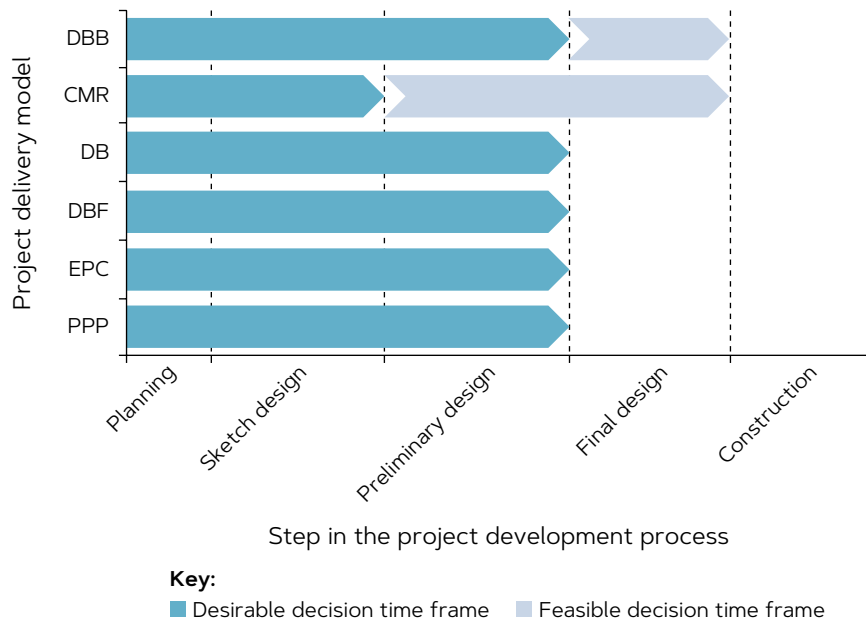 Project delivery model
DBB
CMR
DB
DBF
EPC
PPP
Planning
Sketch design
Preliminary design
Final design
Construction
Step in the project development process
Key:
Desirable decision time frame
Feasible decision time frame